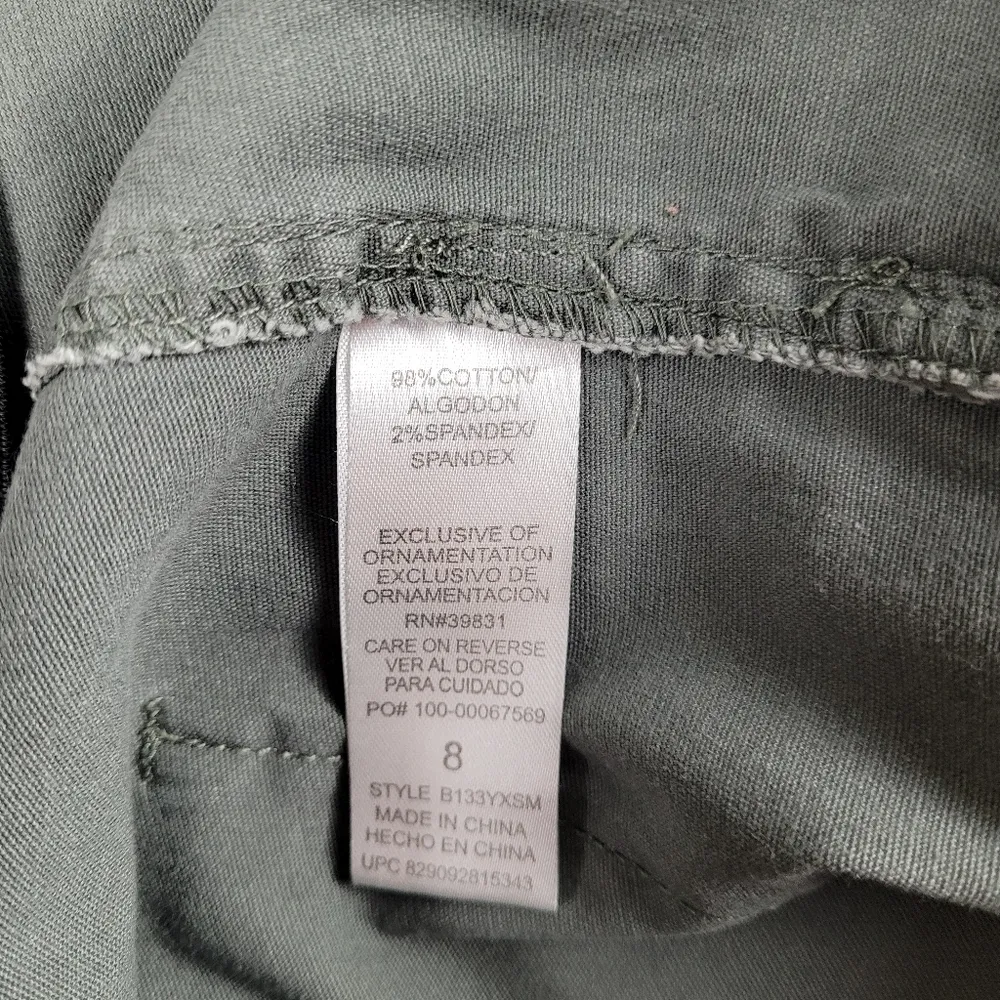 98%COTTON/
ALGODON
2%SPANDEX/
SPANDEX
EXCLUSIVE OF
ORNAMENTATION
EXCLUSIVO DE
ORNAMENTACION
RN#39831
CARE ON REVERSE
VER AL DORSO
PARA CUIDADO
PO# 100-00067569
8
STYLE B133YXSM
MADE IN CHINA
HECHO EN CHINA
UPC 829092815343